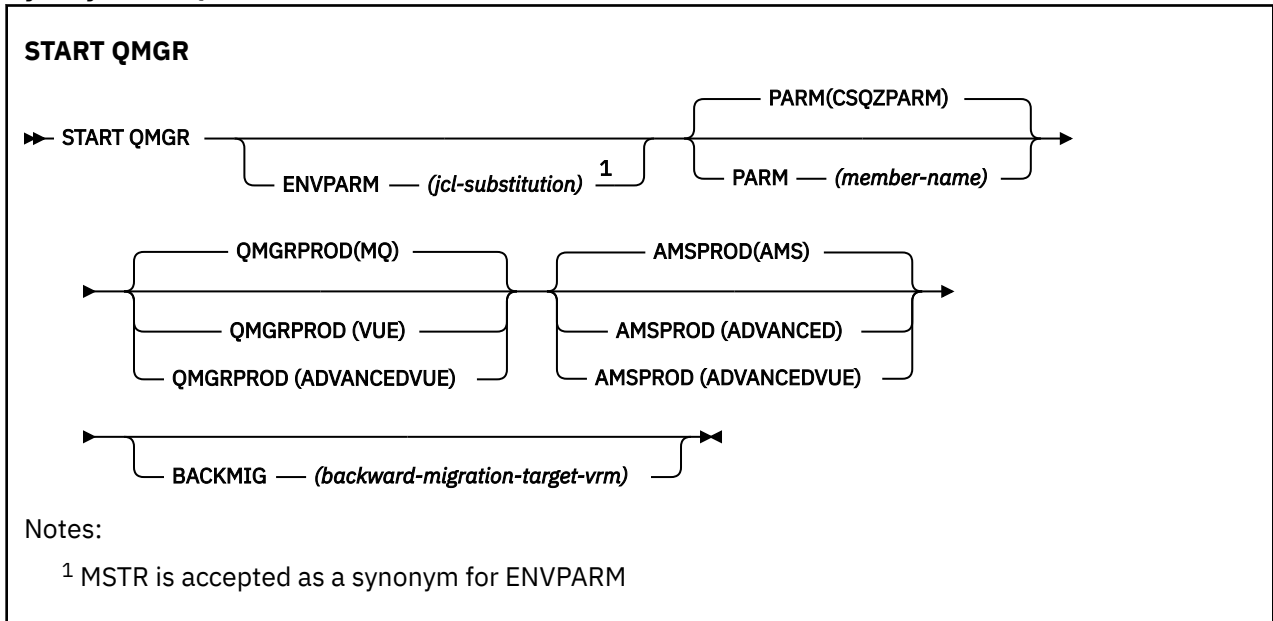 START QMGR
PARM(CSQZPARM)
START QMGR
ENVPARM (jcl-substitution) 1
PARM (member-name)
QMGRPROD(MQ)
AMSPROD(AMS)
QMGRPROD (VUE)
AMSPROD (ADVANCED)
QMGRPROD (ADVANCEDVUE)
AMSPROD (ADVANCEDVUE)
BACKMIG (backward-migration-target-vrm)
Notes:
1 MSTR is accepted as a synonym for ENVPARM